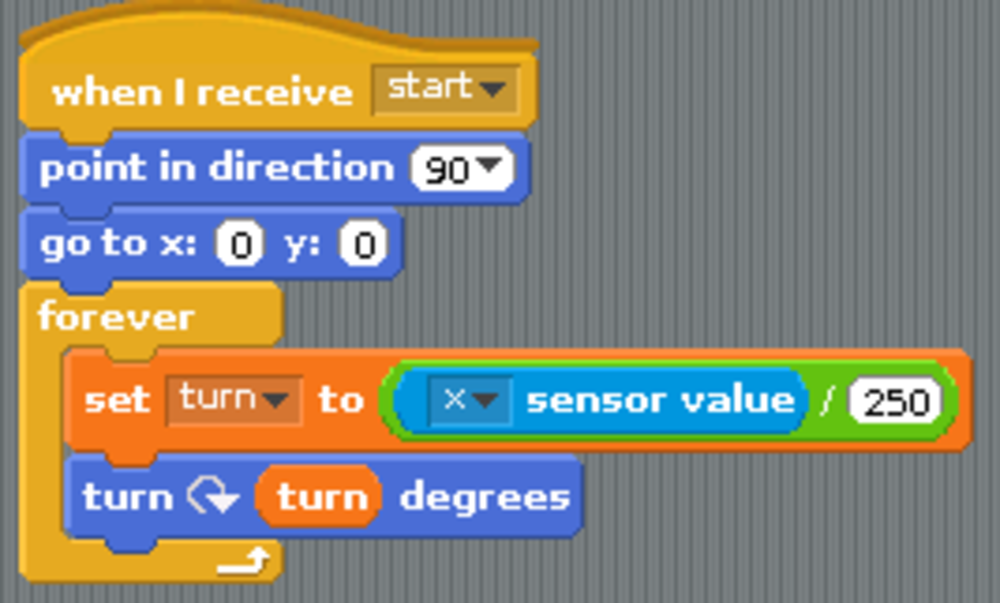 when I receive start
point in direction 90
go to x: 0 y: 0
forever
set turn to x sensor value / 250
turn turn degrees